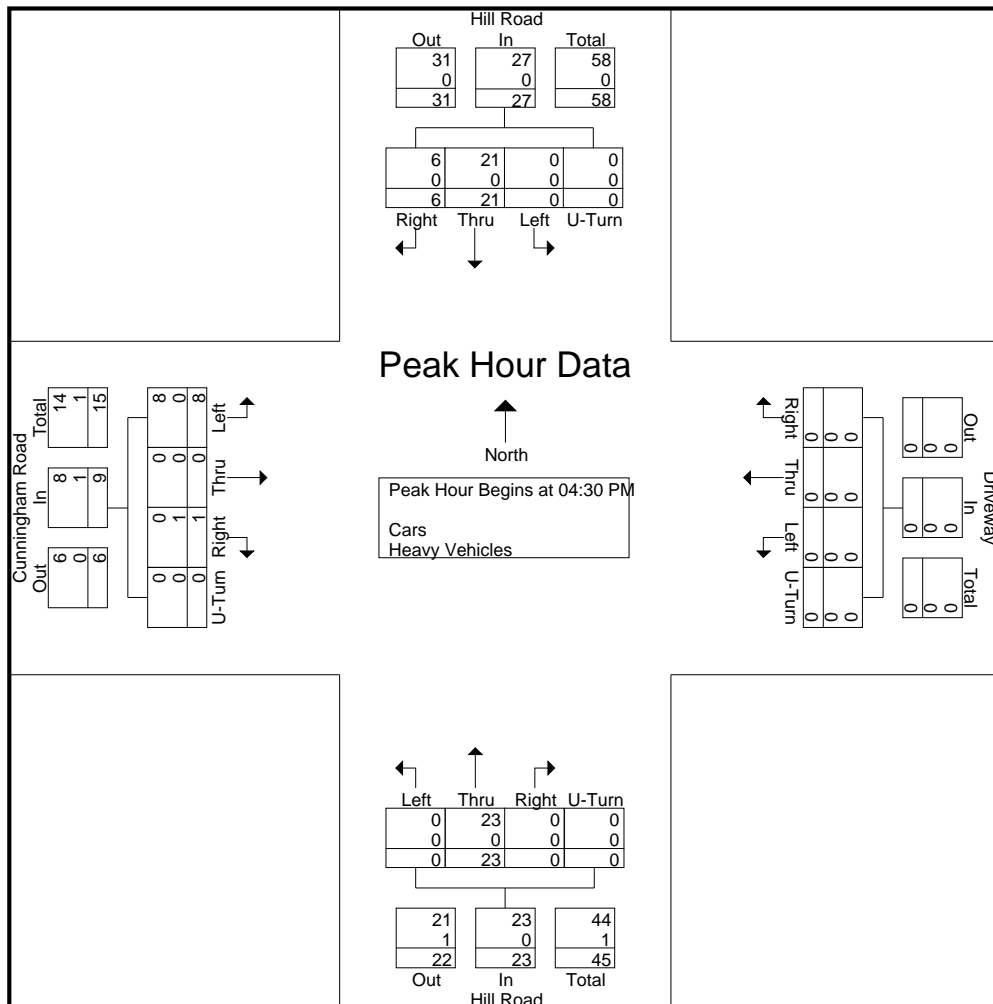 Hill Road
Out In Total
31 27 58
0 0 0
31 27 58
6 21 0 0
0 0 0 0
6 21 0 0
Right Thru Left U-Turn
Peak Hour Data
North
Peak Hour Begins at 04:30 PM
Cars
Heavy Vehicles
Cunningham Road
Out In Total
6 8 14
0 1 1
6 9 15
U-Turn Right Thru Left
0 0 0 8
0 1 0 0
0 1 0 8
Driveway
Out In Total
0 0 0
0 0 0
0 0 0
Right Thru Left U-Turn
0 0 0 0
0 0 0 0
0 0 0 0
Left Thru Right U-Turn
0 23 0 0
0 0 0 0
0 23 0 0
21 23 44
1 0 1
22 23 45
Out In Total
Hill Road